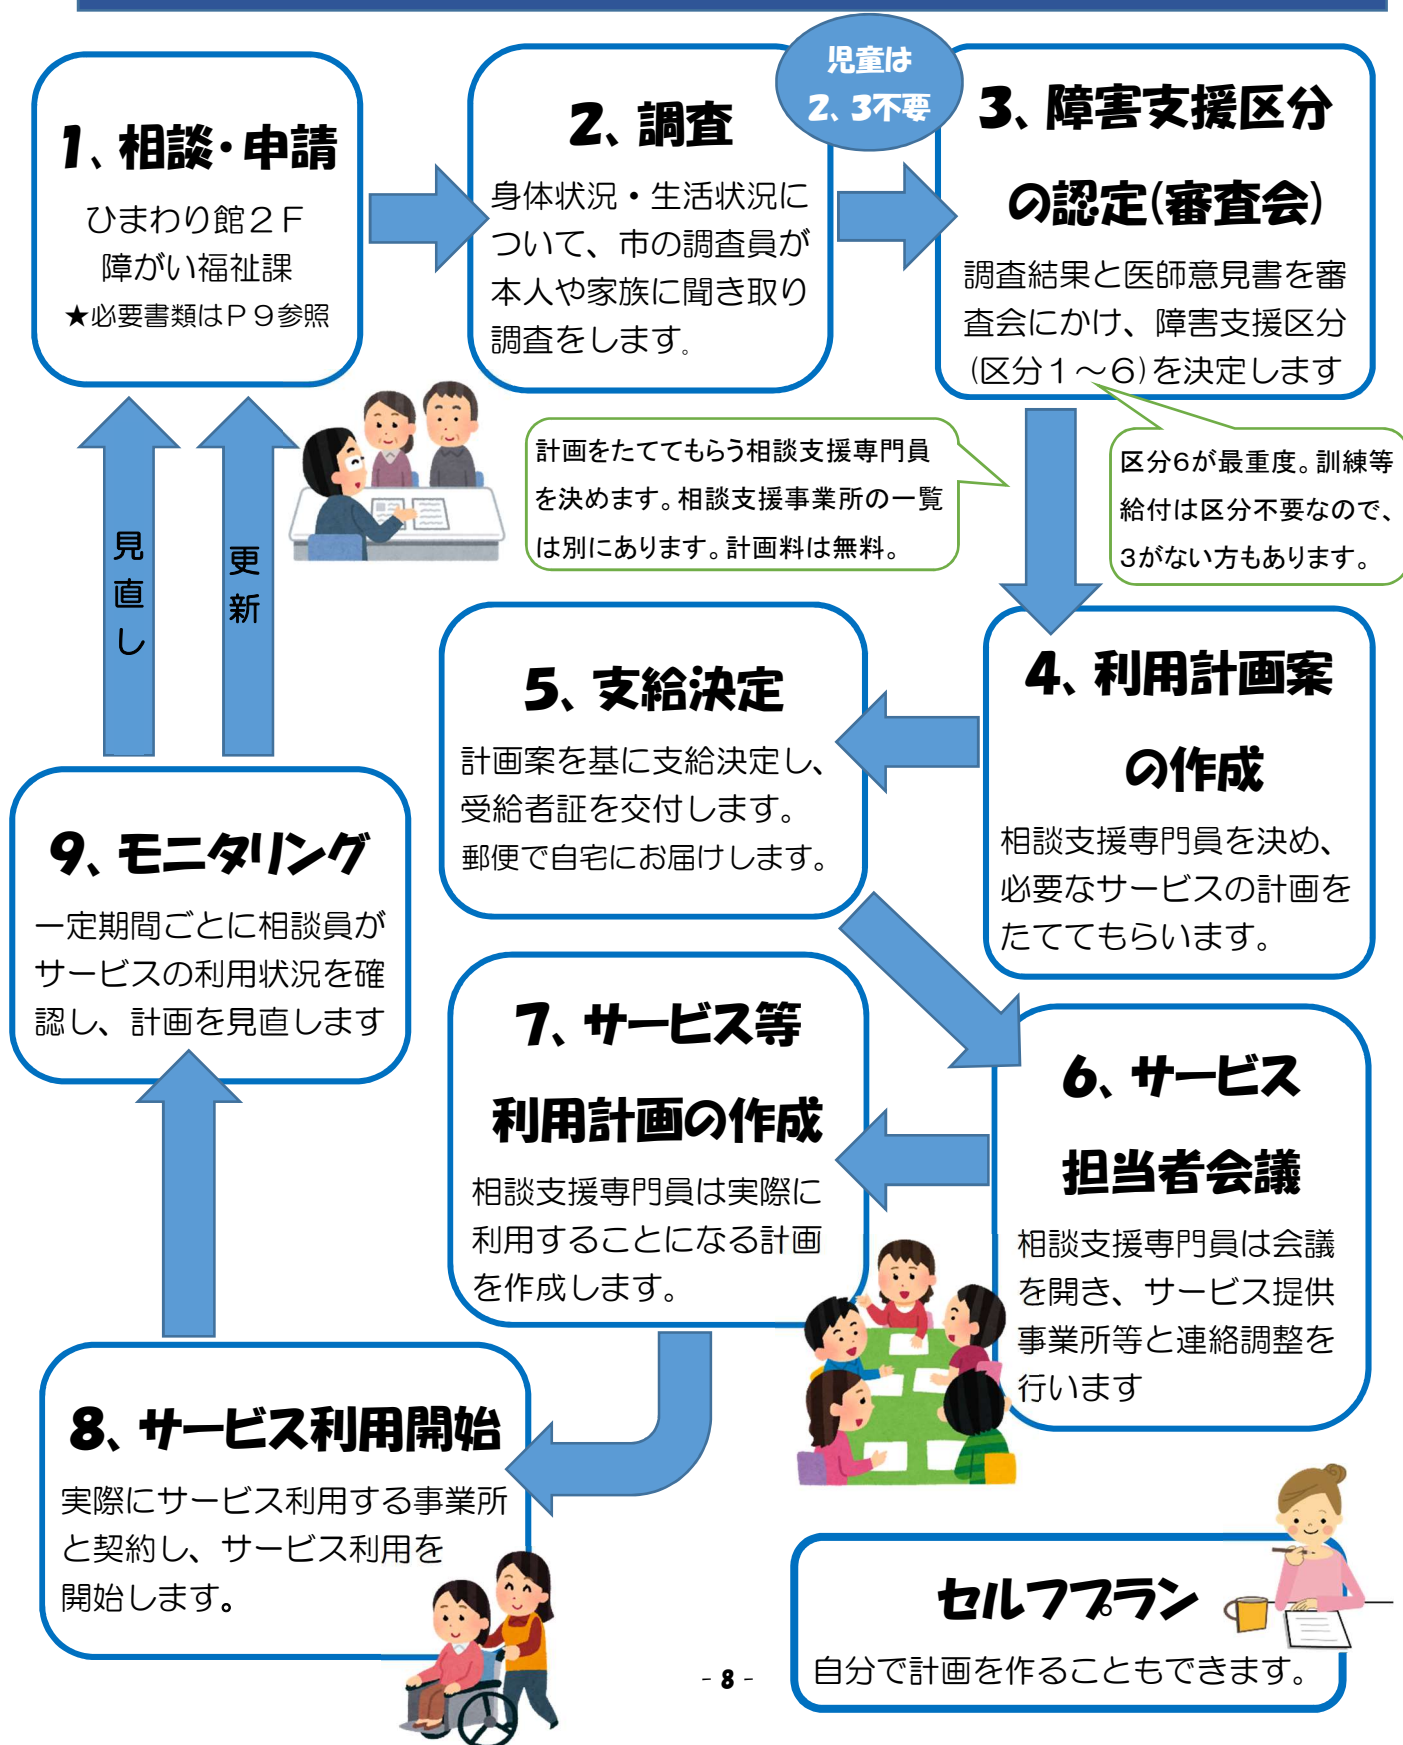 1、相談・申請
ひまわり館２Ｆ
障がい福祉課
★必要書類はＰ９参照
2、調査
身体状況・生活状況に
ついて、市の調査員が
本人や家族に聞き取り
調査をします。
児童は
2、3不要
3、障害支援区分
の認定(審査会)
調査結果と医師意見書を審
査会にかけ、障害支援区分
(区分１～６)を決定します
区分6が最重度。訓練等
給付は区分不要なので、
3がない方もあります。
計画をたててもらう相談支援専門員
を決めます。相談支援事業所の一覧
は別にあります。計画料は無料。
4、利用計画案
の作成
相談支援専門員を決め、
必要なサービスの計画を
たててもらいます。
5、支給決定
計画案を基に支給決定し、
受給者証を交付します。
郵便で自宅にお届けします。
6、サービス
担当者会議
相談支援専門員は会議
を開き、サービス提供
事業所等と連絡調整を
行います
7、サービス等
利用計画の作成
相談支援専門員は実際に
利用することになる計画
を作成します。
8、サービス利用開始
実際にサービス利用する事業所
と契約し、サービス利用を
開始します。
9、モニタリング
一定期間ごとに相談員が
サービスの利用状況を確
認し、計画を見直します
見直し
更新
セルフプラン
自分で計画を作ることもできます。
- 8 -